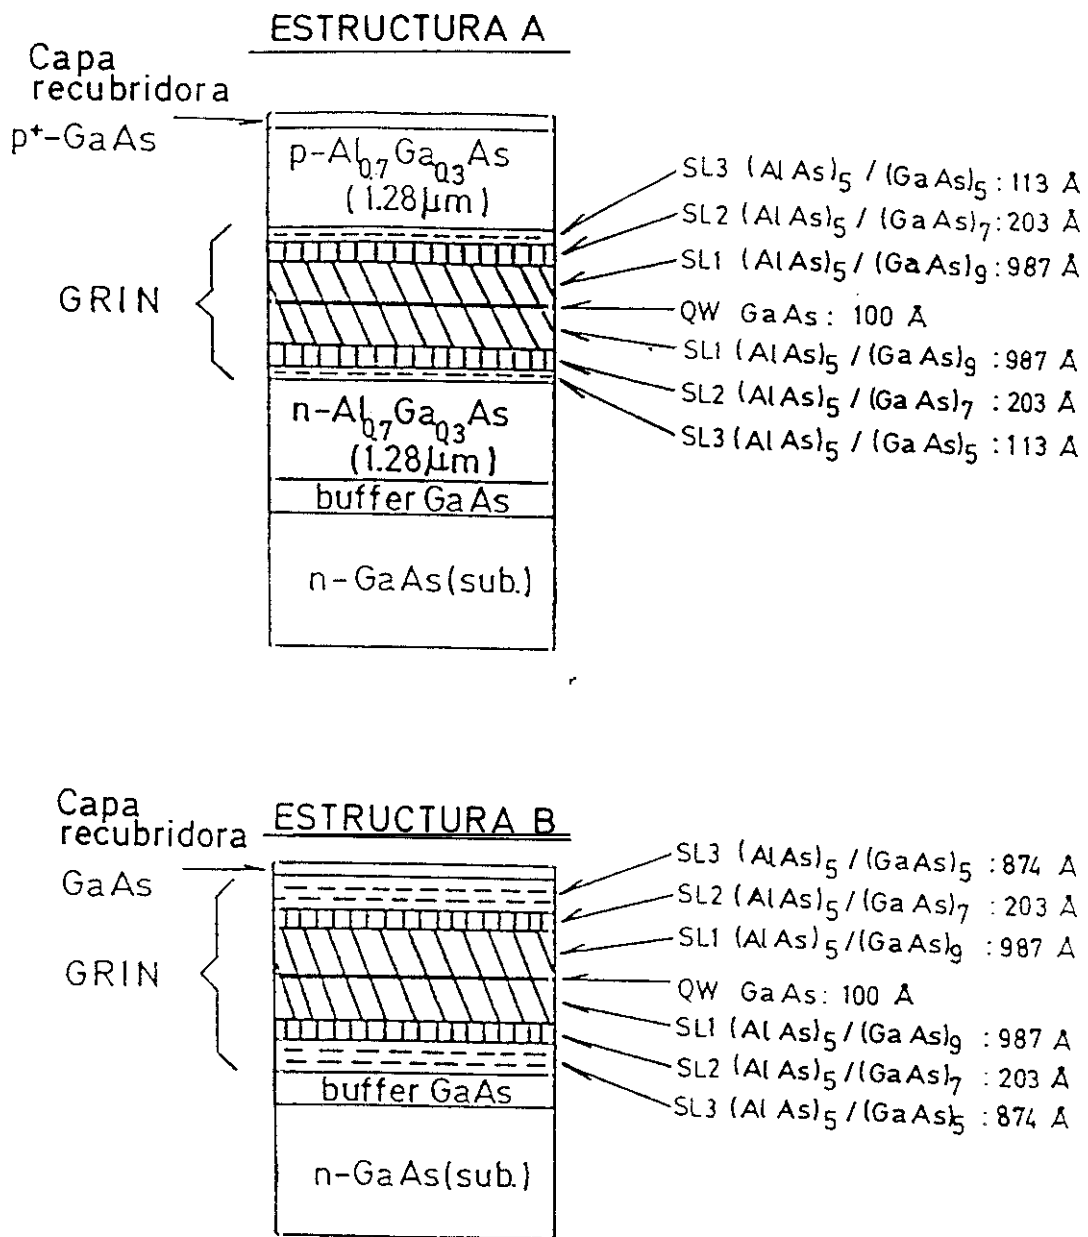 ESTRUCTURA A
Capa
recubridora
p⁺-GaAs
p-Al₀.₇Ga₀.₃As
(1.28µm)
GRIN
n-Al₀.₇Ga₀.₃As
(1.28µm)
buffer GaAs
n-GaAs(sub.)
SL3 (AlAs)₅ / (GaAs)₅ : 113 Å
SL2 (AlAs)₅ / (GaAs)₇ : 203 Å
SL1 (AlAs)₅ / (GaAs)₉ : 987 Å
QW GaAs: 100 Å
SL1 (AlAs)₅ / (GaAs)₉ : 987 Å
SL2 (AlAs)₅ / (GaAs)₇ : 203 Å
SL3 (AlAs)₅ / (GaAs)₅ : 113 Å
ESTRUCTURA B
Capa
recubridora
GaAs
GRIN
buffer GaAs
n-GaAs(sub.)
SL3 (AlAs)₅ / (GaAs)₅ : 874 Å
SL2 (AlAs)₅ / (GaAs)₇ : 203 Å
SL1 (AlAs)₅ / (GaAs)₉ : 987 Å
QW GaAs: 100 Å
SL1 (AlAs)₅ / (GaAs)₉ : 987 Å
SL2 (AlAs)₅ / (GaAs)₇ : 203 Å
SL3 (AlAs)₅ / (GaAs)₅ : 874 Å